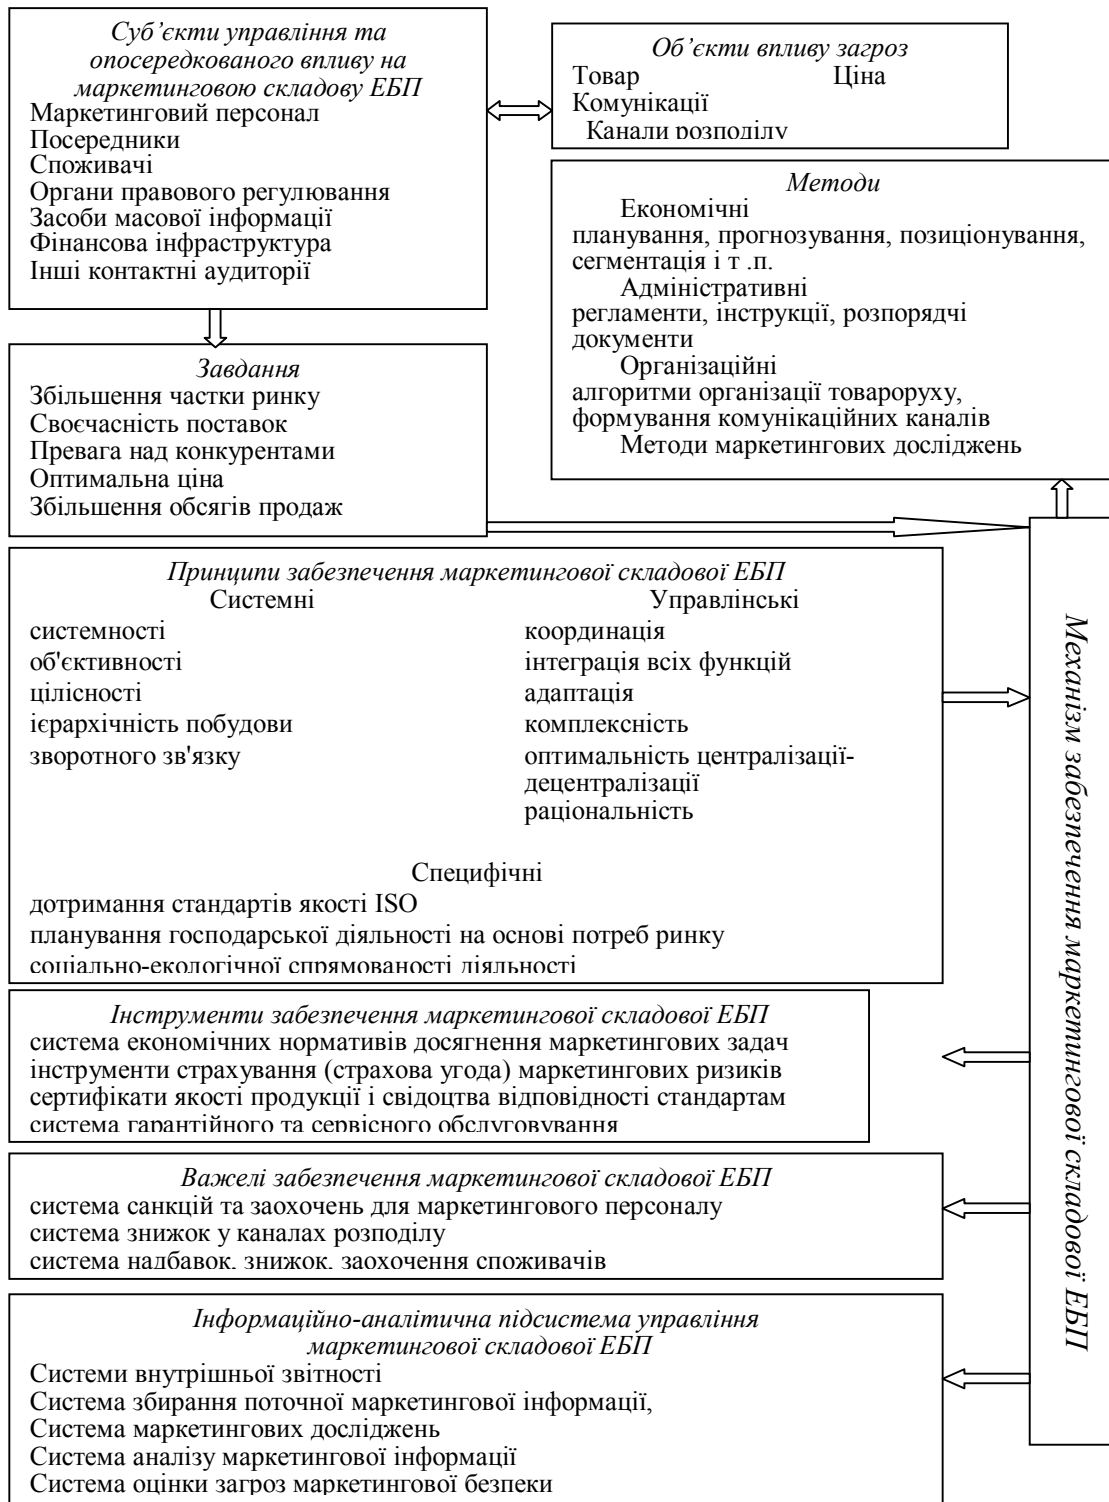 Суб’єкти управління та
опосередкованого впливу на
маркетинговою складову ЕБП
Маркетинговий персонал
Посередники
Споживачі
Органи правового регулювання
Засоби масової інформації
Фінансова інфраструктура
Інші контактні аудиторії
Об’єкти впливу загроз
Товар Ціна
Комунікації
Канали розподілу
Методи
Економічні
планування, прогнозування, позиціонування,
сегментація і т .п.
Адміністративні
регламенти, інструкції, розпорядчі
документи
Організаційні
алгоритми організації товароруху,
формування комунікаційних каналів
Методи маркетингових досліджень
Завдання
Збільшення частки ринку
Своєчасність поставок
Превага над конкурентами
Оптимальна ціна
Збільшення обсягів продаж
Принципи забезпечення маркетингової складової ЕБП
Системні
системності
об'єктивності
цілісності
ієрархічність побудови
зворотного зв'язку
Управлінські
координація
інтеграція всіх функцій
адаптація
комплексність
оптимальність централізації-
децентралізації
раціональність
Специфічні
дотримання стандартів якості ISO
планування господарської діяльності на основі потреб ринку
соціально-екологічної спрямованості діяльності
Інструменти забезпечення маркетингової складової ЕБП
система економічних нормативів досягнення маркетингових задач
інструменти страхування (страхова угода) маркетингових ризиків
сертифікати якості продукції і свідоцтва відповідності стандартам
система гарантійного та сервісного обслуговування
Важелі забезпечення маркетингової складової ЕБП
система санкцій та заохочень для маркетингового персоналу
система знижок у каналах розподілу
система надбавок, знижок, заохочення споживачів
Інформаційно-аналітична підсистема управління
маркетингової складової ЕБП
Системи внутрішньої звітності
Система збирання поточної маркетингової інформації,
Система маркетингових досліджень
Система аналізу маркетингової інформації
Система оцінки загроз маркетингової безпеки
Механізм забезпечення маркетингової складової ЕБП